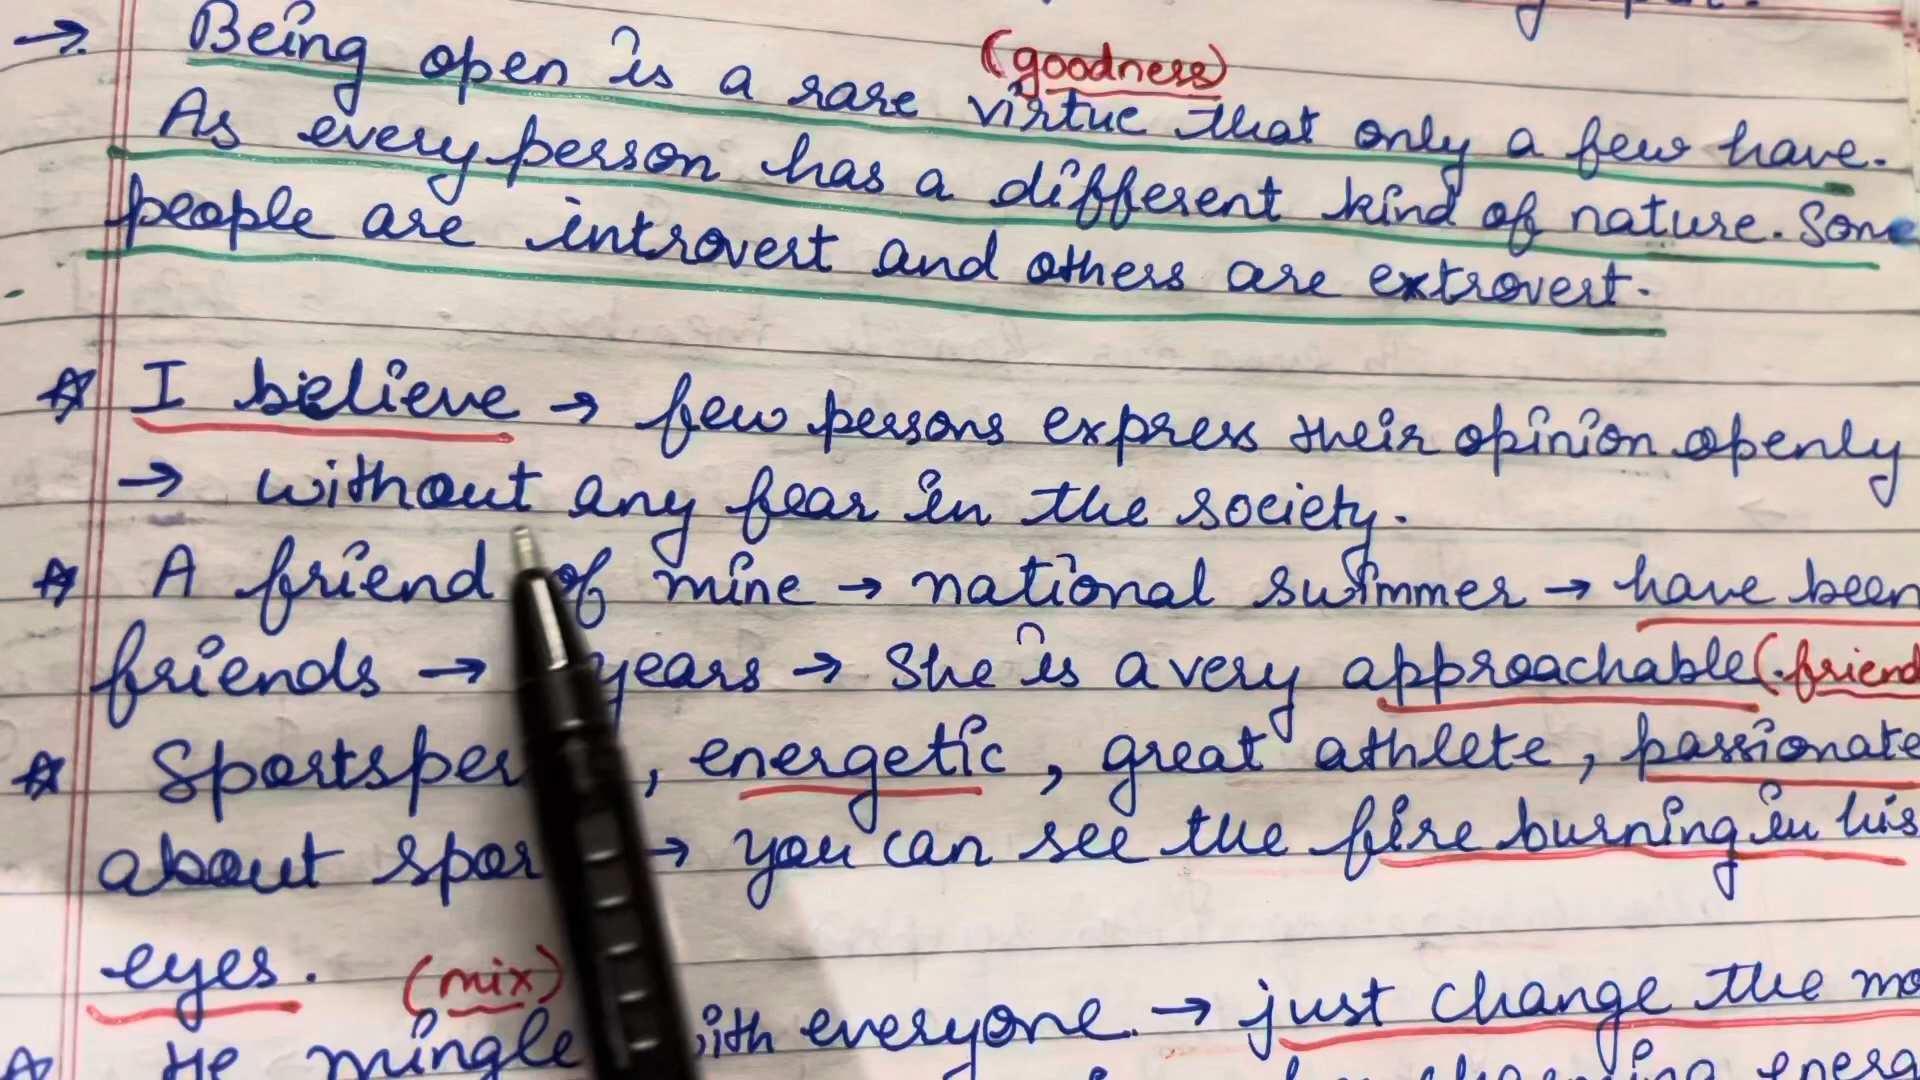 →. Being open is a rare virtue that only a few have.
(goodness)
As every person has a different kind of nature. Some
people are introvert and others are extrovert.
☆ I believe → few persons express their opinion openly
→ without any fear in the society.
☆ A friend of mine → national swimmer → have been
friends → years → She is a very approachable (friend
☆ Sportsper , energetic, great athlete, passionate
about spor → you can see the fire burning in his
eyes. (mix)
☆ He mingle with everyone. → just change the mo
energ